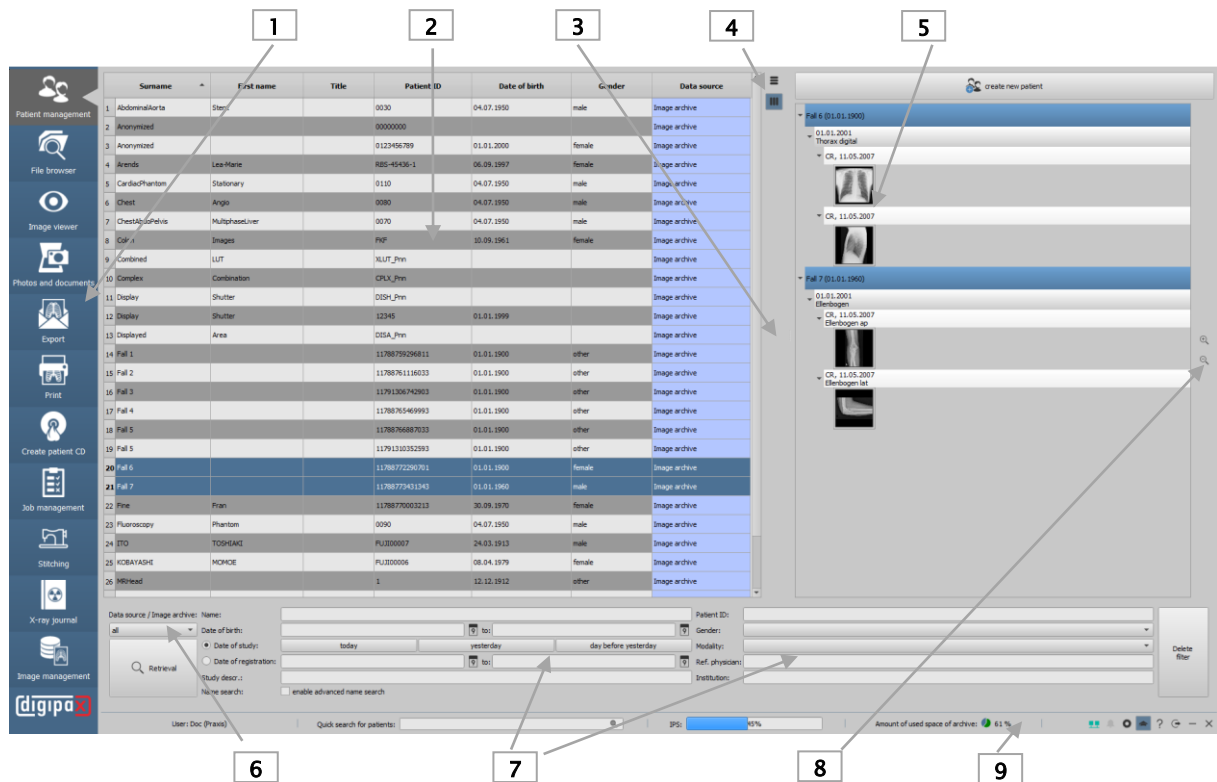 1 2 3 4 5
Patient management
File browser
Image viewer
Photos and documents
Export
Print
Create patient CD
Job management
Stitching
X-ray journal
Image management
digipax
Surname First name Title Patient ID Date of birth Gender Data source
1 AbdominalAorta Stent 0030 04.07.1950 male Image archive
2 Anonymized 00000000 Image archive
3 Anonymized 0123456789 01.01.2000 female Image archive
4 Arends Lea-Marie RBS-45436-1 06.09.1997 female Image archive
5 CardiacPhantom Stationary 0110 04.07.1950 male Image archive
6 Chest Angio 0080 04.07.1950 male Image archive
7 ChestAbdoPelvis MultiphaseLiver 0070 04.07.1950 male Image archive
8 Colon Images FKF 10.09.1961 female Image archive
9 Combined LUT XLUT_Pnn Image archive
10 Complex Combination CPLX_Pnn Image archive
11 Display Shutter DISH_Pnn Image archive
12 Display Shutter 12345 01.01.1999 Image archive
13 Displayed Area DISA_Pnn Image archive
14 Fall 1 11788759296811 01.01.1900 other Image archive
15 Fall 2 11788761116033 01.01.1900 other Image archive
16 Fall 3 11791306742903 01.01.1900 other Image archive
17 Fall 4 11788765469993 01.01.1900 other Image archive
18 Fall 5 11788766887033 01.01.1900 other Image archive
19 Fall 5 11791310352593 01.01.1900 other Image archive
20 Fall 6 11788772290701 01.01.1900 female Image archive
21 Fall 7 11788773431343 01.01.1960 male Image archive
22 Fine Fran 11788770003213 30.09.1970 female Image archive
23 Fluoroscopy Phantom 0090 04.07.1950 male Image archive
24 ITO TOSHIAKI FUJI00007 24.03.1913 male Image archive
25 KOBAYASHI MOMOE FUJI00006 08.04.1979 female Image archive
26 MRHead 1 12.12.1912 other Image archive
create new patient
Fall 6 (01.01.1900)
01.01.2001
Thorax digital
CR, 11.05.2007
CR, 11.05.2007
Fall 7 (01.01.1960)
01.01.2001
Ellenbogen
CR, 11.05.2007
Ellenbogen ap
CR, 11.05.2007
Ellenbogen lat
Data source / Image archive: Name: Patient ID:
all Date of birth: to: Gender:
Date of study: today yesterday day before yesterday Modality:
Retrieval Date of registration: to: Ref. physician:
Study descr.: Institution:
Name search: enable advanced name search
Delete
filter
User: Doc (Praxis) Quick search for patients: IPS: 45% Amount of used space of archive: 61 %
6 7 8 9